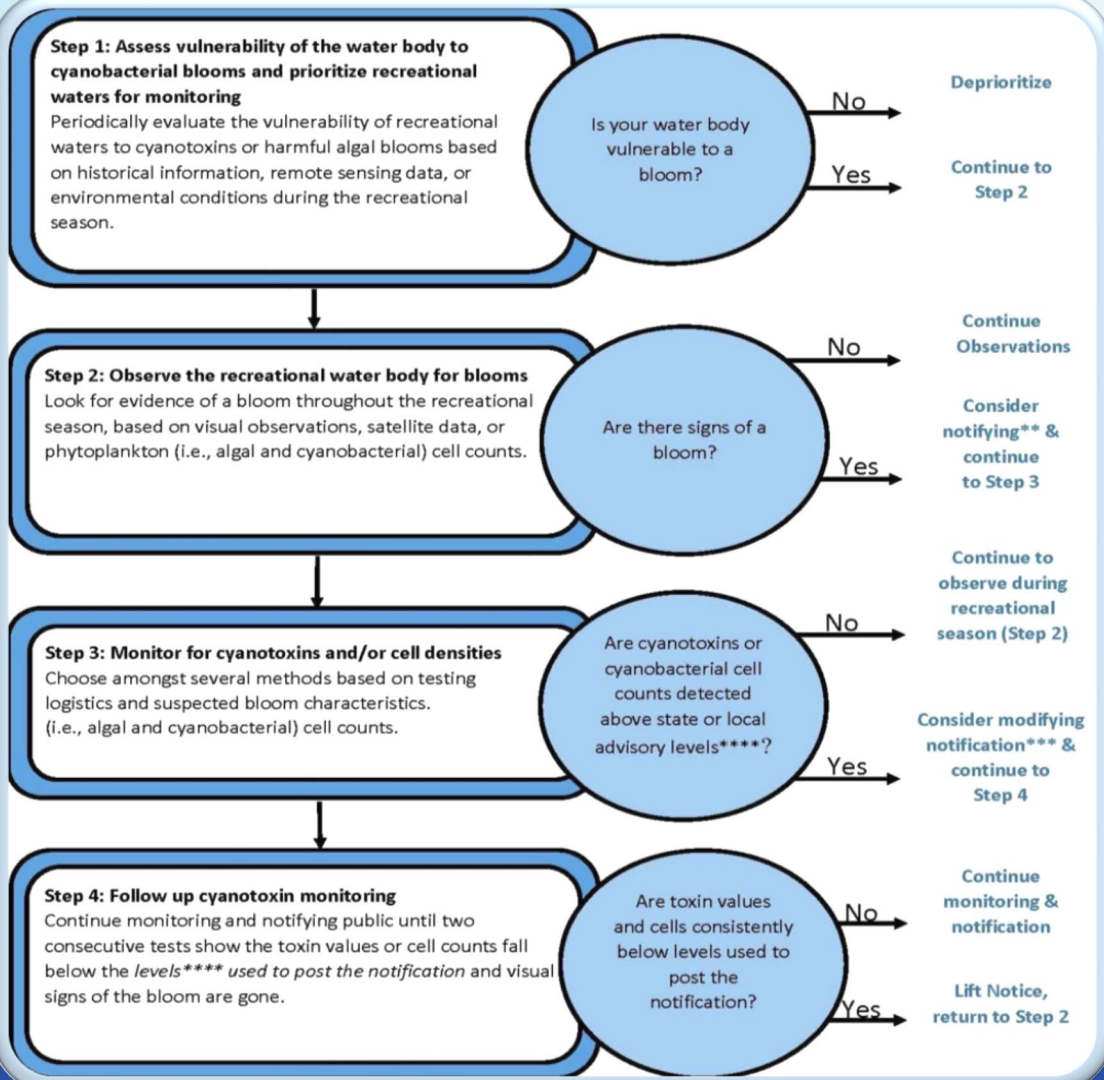 Step 1: Assess vulnerability of the water body to
cyanobacterial blooms and prioritize recreational
waters for monitoring
Periodically evaluate the vulnerability of recreational
waters to cyanotoxins or harmful algal blooms based
on historical information, remote sensing data, or
environmental conditions during the recreational
season.
Is your water body
vulnerable to a
bloom?
No
Deprioritize
Yes
Continue to
Step 2
Step 2: Observe the recreational water body for blooms
Look for evidence of a bloom throughout the recreational
season, based on visual observations, satellite data, or
phytoplankton (i.e., algal and cyanobacterial) cell counts.
Are there signs of a
bloom?
No
Continue
Observations
Yes
Consider
notifying** &
continue
to Step 3
Step 3: Monitor for cyanotoxins and/or cell densities
Choose amongst several methods based on testing
logistics and suspected bloom characteristics.
(i.e., algal and cyanobacterial) cell counts.
Are cyanotoxins or
cyanobacterial cell
counts detected
above state or local
advisory levels****?
No
Continue to
observe during
recreational
season (Step 2)
Yes
Consider modifying
notification*** &
continue to
Step 4
Step 4: Follow up cyanotoxin monitoring
Continue monitoring and notifying public until two
consecutive tests show the toxin values or cell counts fall
below the levels**** used to post the notification and visual
signs of the bloom are gone.
Are toxin values
and cells consistently
below levels used to
post the
notification?
No
Continue
monitoring &
notification
Yes
Lift Notice,
return to Step 2